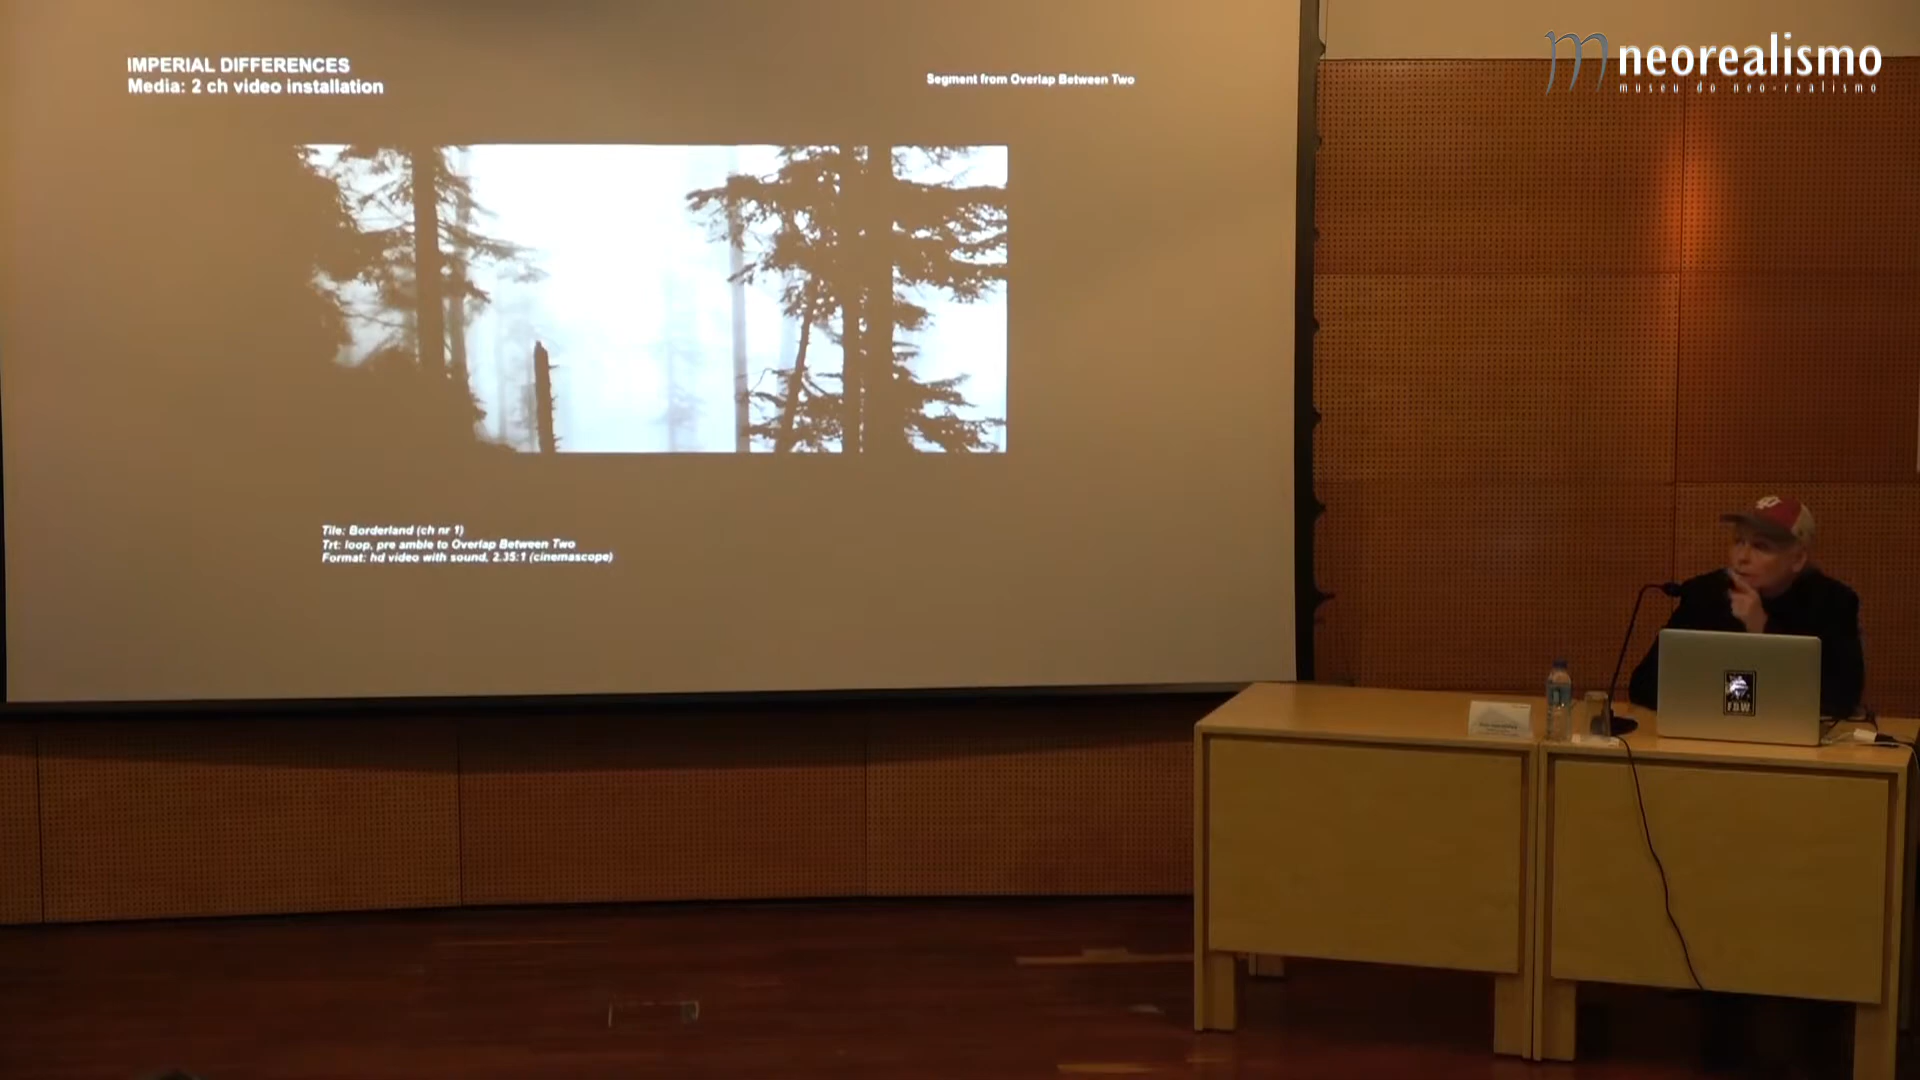 IMPERIAL DIFFERENCES
Media: 2 ch video installation
Segment from Overlap Between Two
neorealismo
museu do neo-realismo
Tile: Borderland (ch nr 1)
Trt: loop, pre amble to Overlap Between Two
Format: hd video with sound, 2.35:1 (cinemascope)
FBW